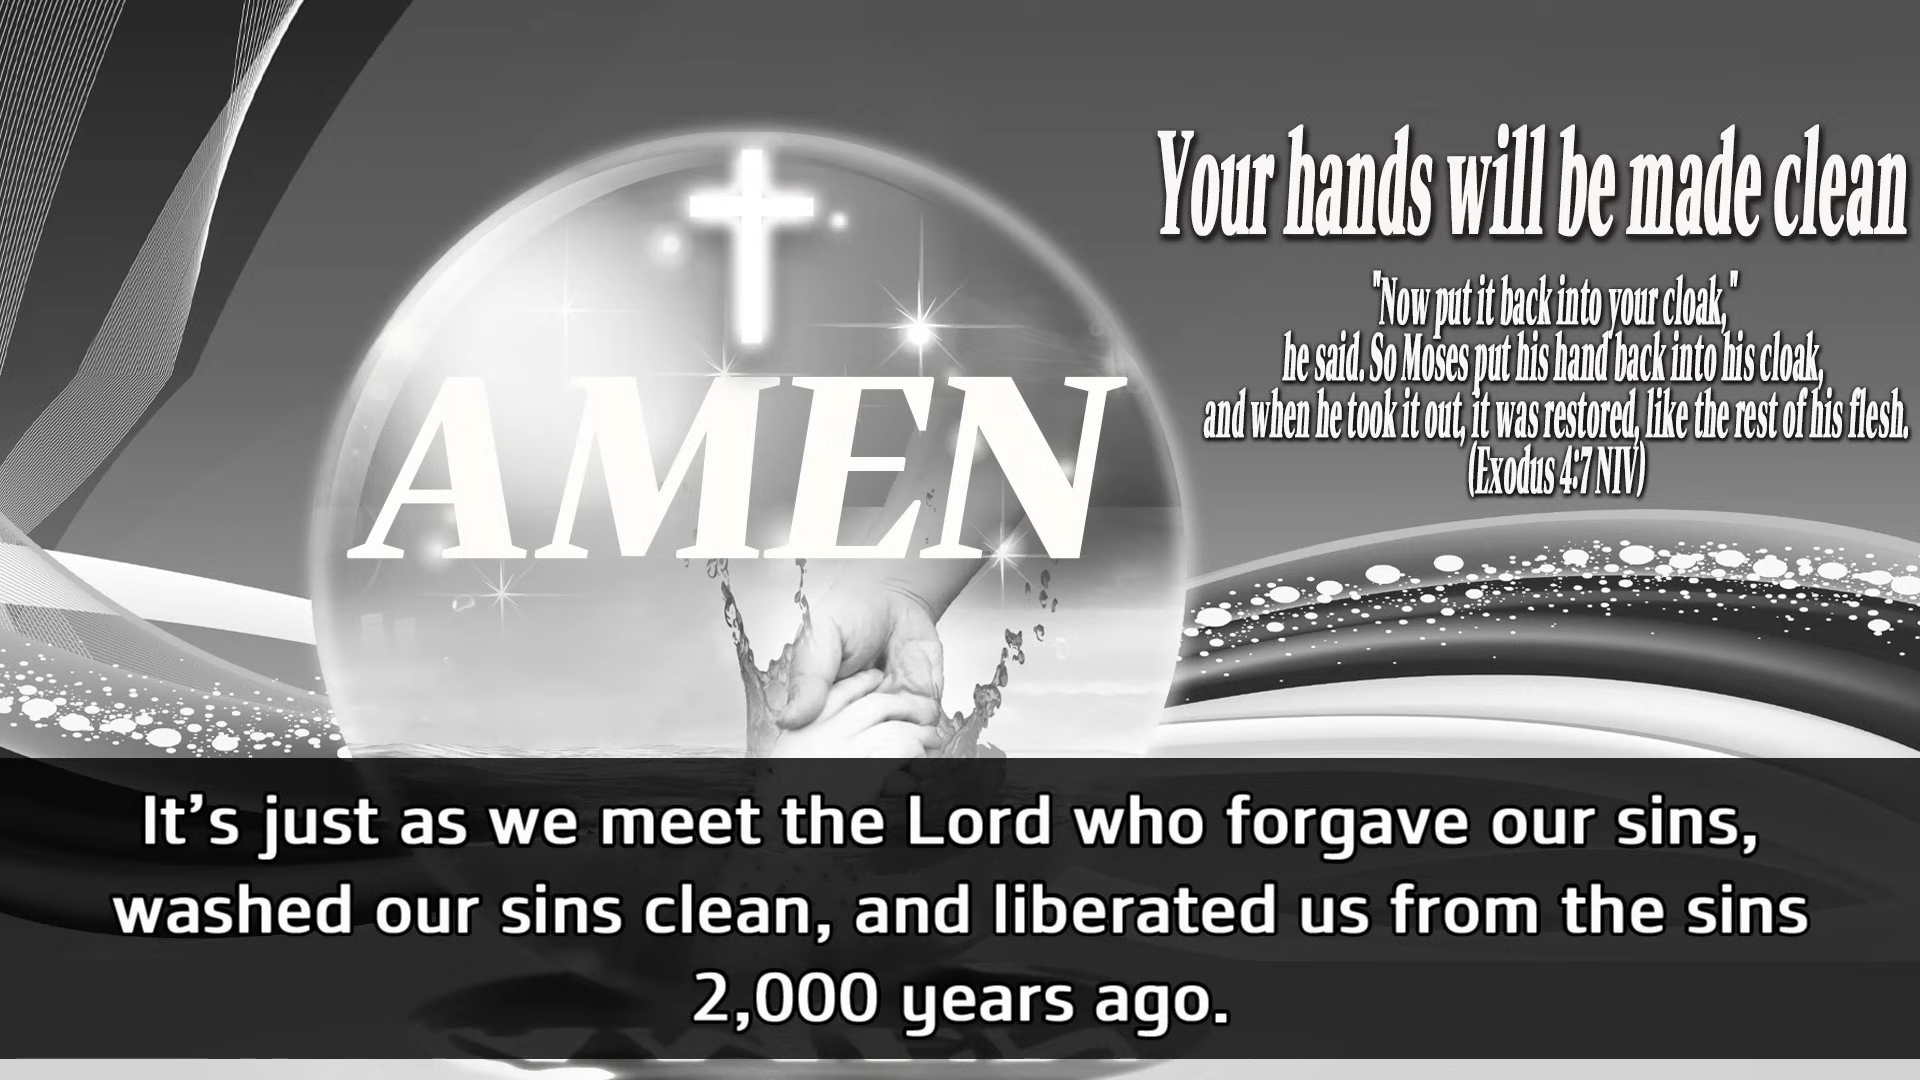 AMEN
Your hands will be made clean
"Now put it back into your cloak,"
he said. So Moses put his hand back into his cloak,
and when he took it out, it was restored, like the rest of his flesh.
(Exodus 4:7 NIV)
It’s just as we meet the Lord who forgave our sins,
washed our sins clean, and liberated us from the sins
2,000 years ago.